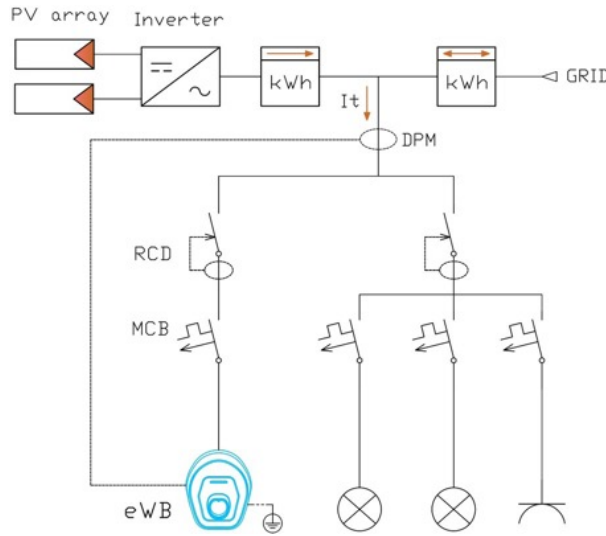 PV array
Inverter
kWh
kWh
GRID
It
DPM
RCD
MCB
eWB